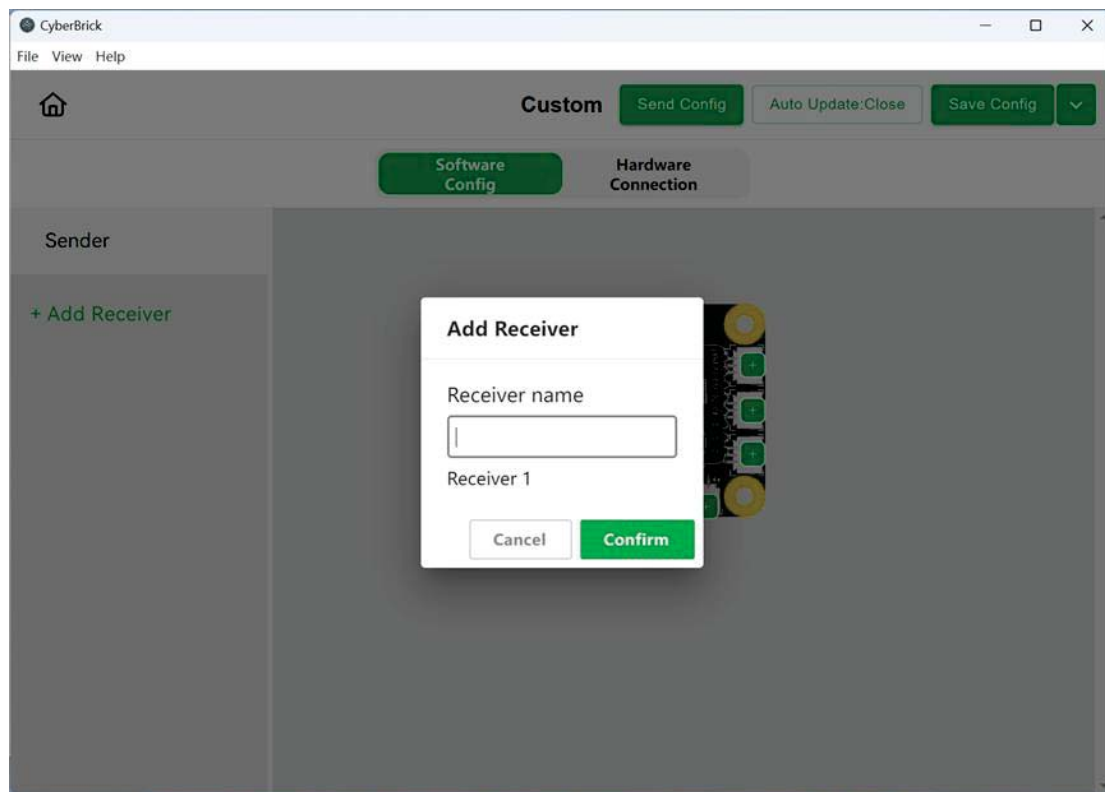 CyberBrick
File View Help
Custom
Send Config
Auto Update:Close
Save Config
Software
Config
Hardware
Connection
Sender
+ Add Receiver
Add Receiver
Receiver name
Receiver 1
Cancel
Confirm